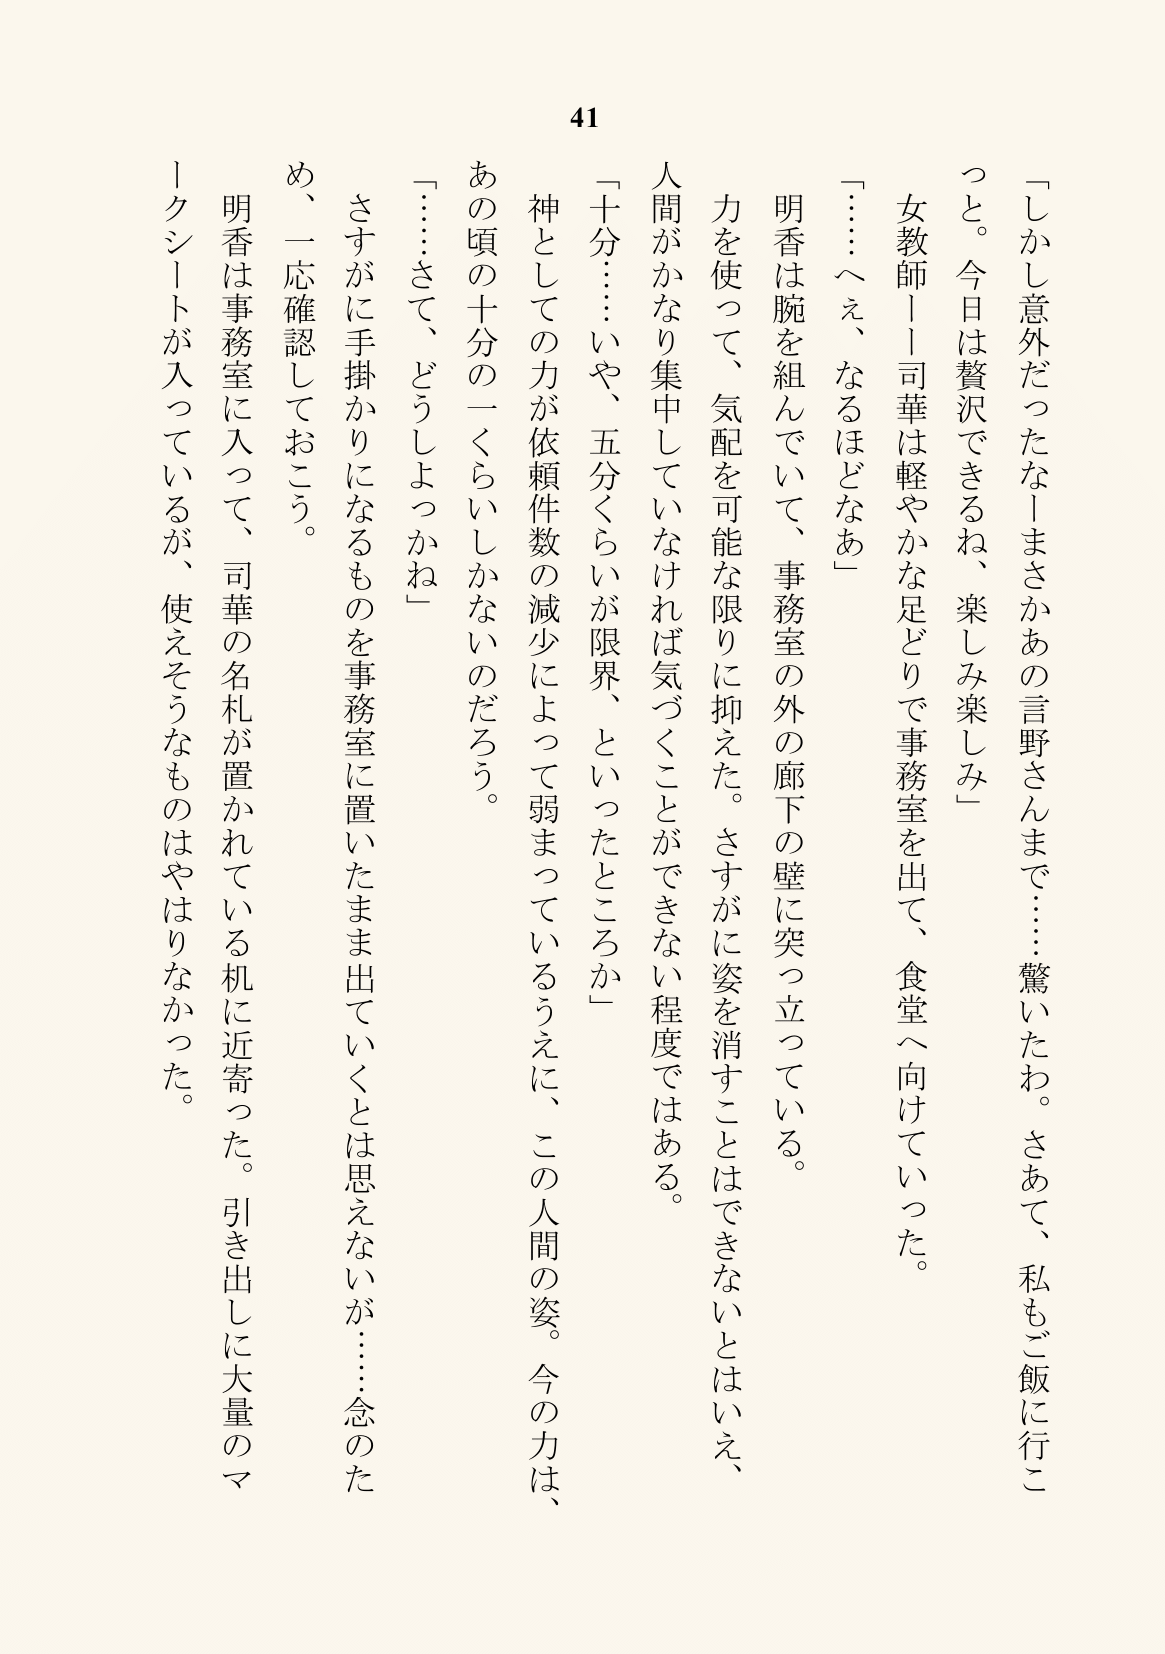 41
「しかし意外だったなーまさかあの言野さんまで……驚いたわ。さあて、私もご飯に行こ
っと。今日は贅沢できるね、楽しみ楽しみ」
女教師――司華は軽やかな足どりで事務室を出て、食堂へ向けていった。
「……へぇ、なるほどなあ」
明香は腕を組んでいて、事務室の外の廊下の壁に突っ立っている。
力を使って、気配を可能な限りに抑えた。さすがに姿を消すことはできないとはいえ、
人間がかなり集中していなければ気づくことができない程度ではある。
「十分……いや、五分くらいが限界、といったところか」
神としての力が依頼件数の減少によって弱まっているうえに、この人間の姿。今の力は、
あの頃の十分の一くらいしかないのだろう。
「……さて、どうしよっかね」
さすがに手掛かりになるものを事務室に置いたまま出ていくとは思えないが……念のた
め、一応確認しておこう。
明香は事務室に入って、司華の名札が置かれている机に近寄った。引き出しに大量のマ
ークシートが入っているが、使えそうなものはやはりなかった。